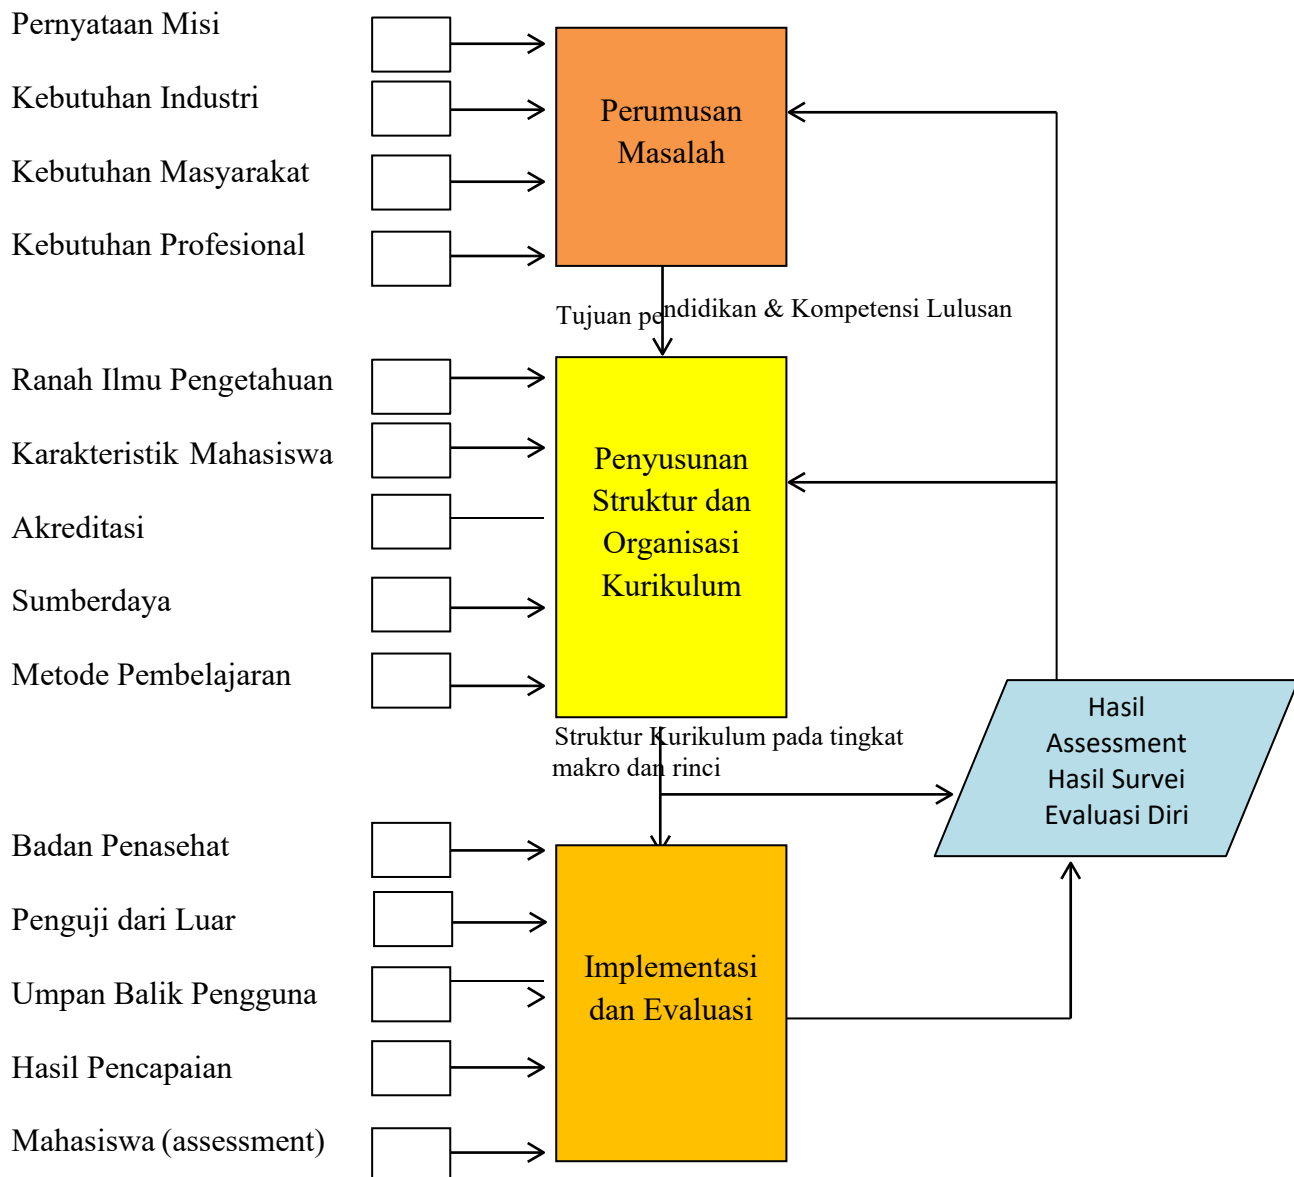 Pernyataan Misi
Kebutuhan Industri
Kebutuhan Masyarakat
Kebutuhan Profesional
Perumusan
Masalah
Tujuan pendidikan & Kompetensi Lulusan
Ranah Ilmu Pengetahuan
Karakteristik Mahasiswa
Akreditasi
Sumberdaya
Metode Pembelajaran
Penyusunan
Struktur dan
Organisasi
Kurikulum
Struktur Kurikulum pada tingkat
makro dan rinci
Hasil
Assessment
Hasil Survei
Evaluasi Diri
Badan Penasehat
Penguji dari Luar
Umpan Balik Pengguna
Hasil Pencapaian
Mahasiswa (assessment)
Implementasi
dan Evaluasi